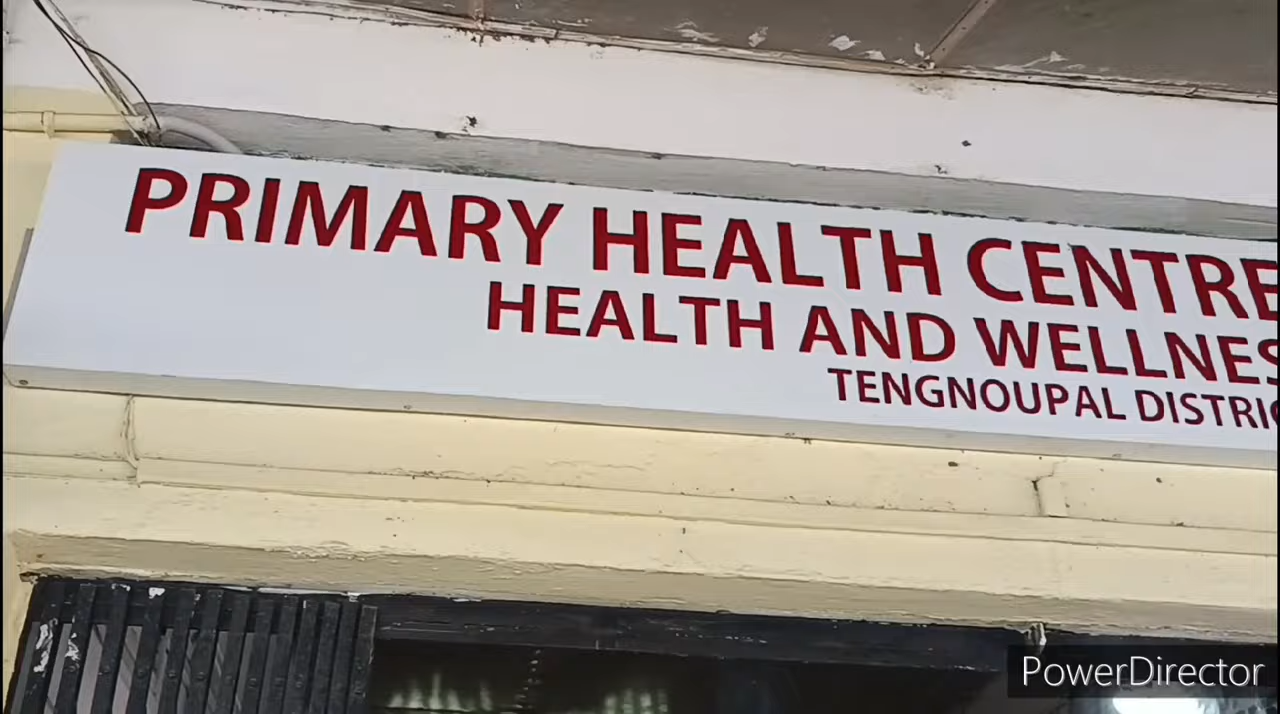 PRIMARY HEALTH CENTRE
HEALTH AND WELLNES
TENGNOUPAL DISTRIC
PowerDirector